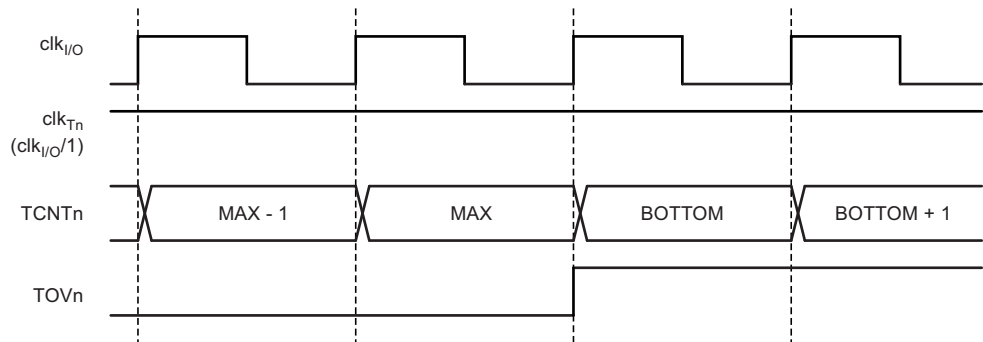 clkI/O
clkTn
(clkI/O/1)
TCNTn MAX - 1 MAX BOTTOM BOTTOM + 1
TOVn